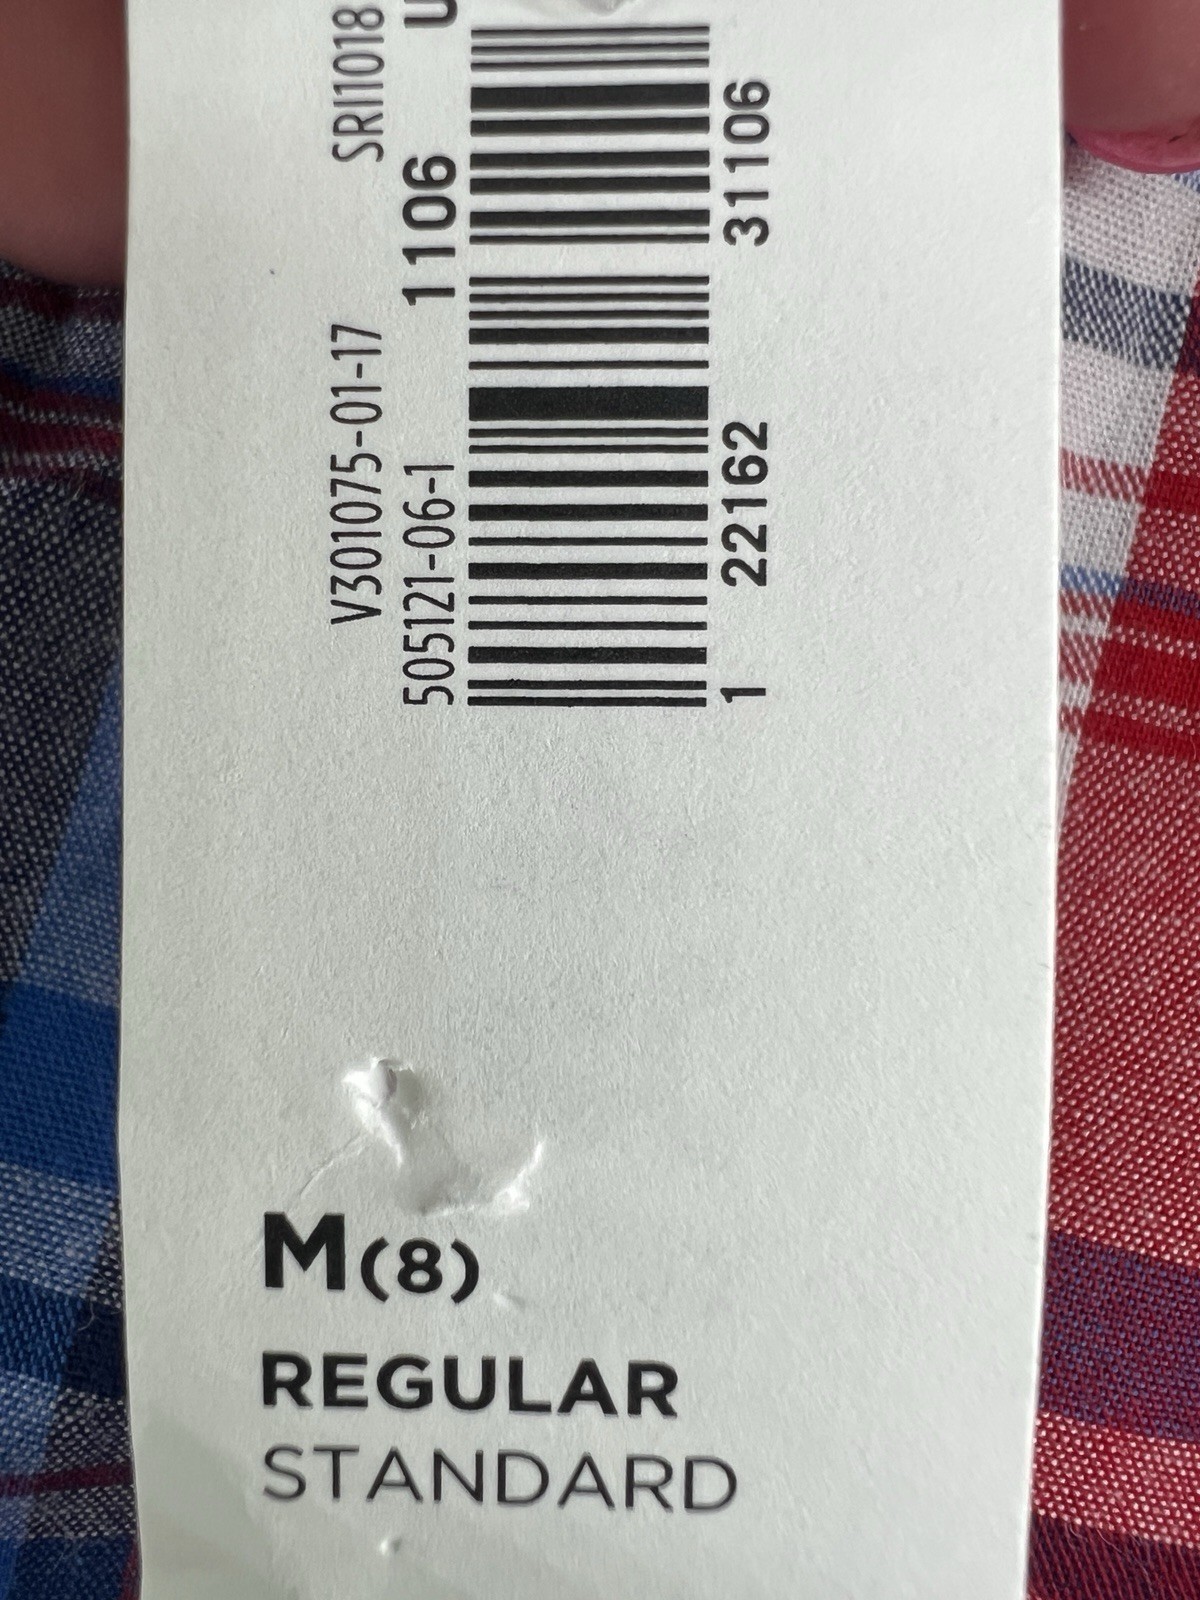 V301075-01-17 SRI1018
505121-06-1 1106 U
1 22162 31106
M(8)
REGULAR
STANDARD